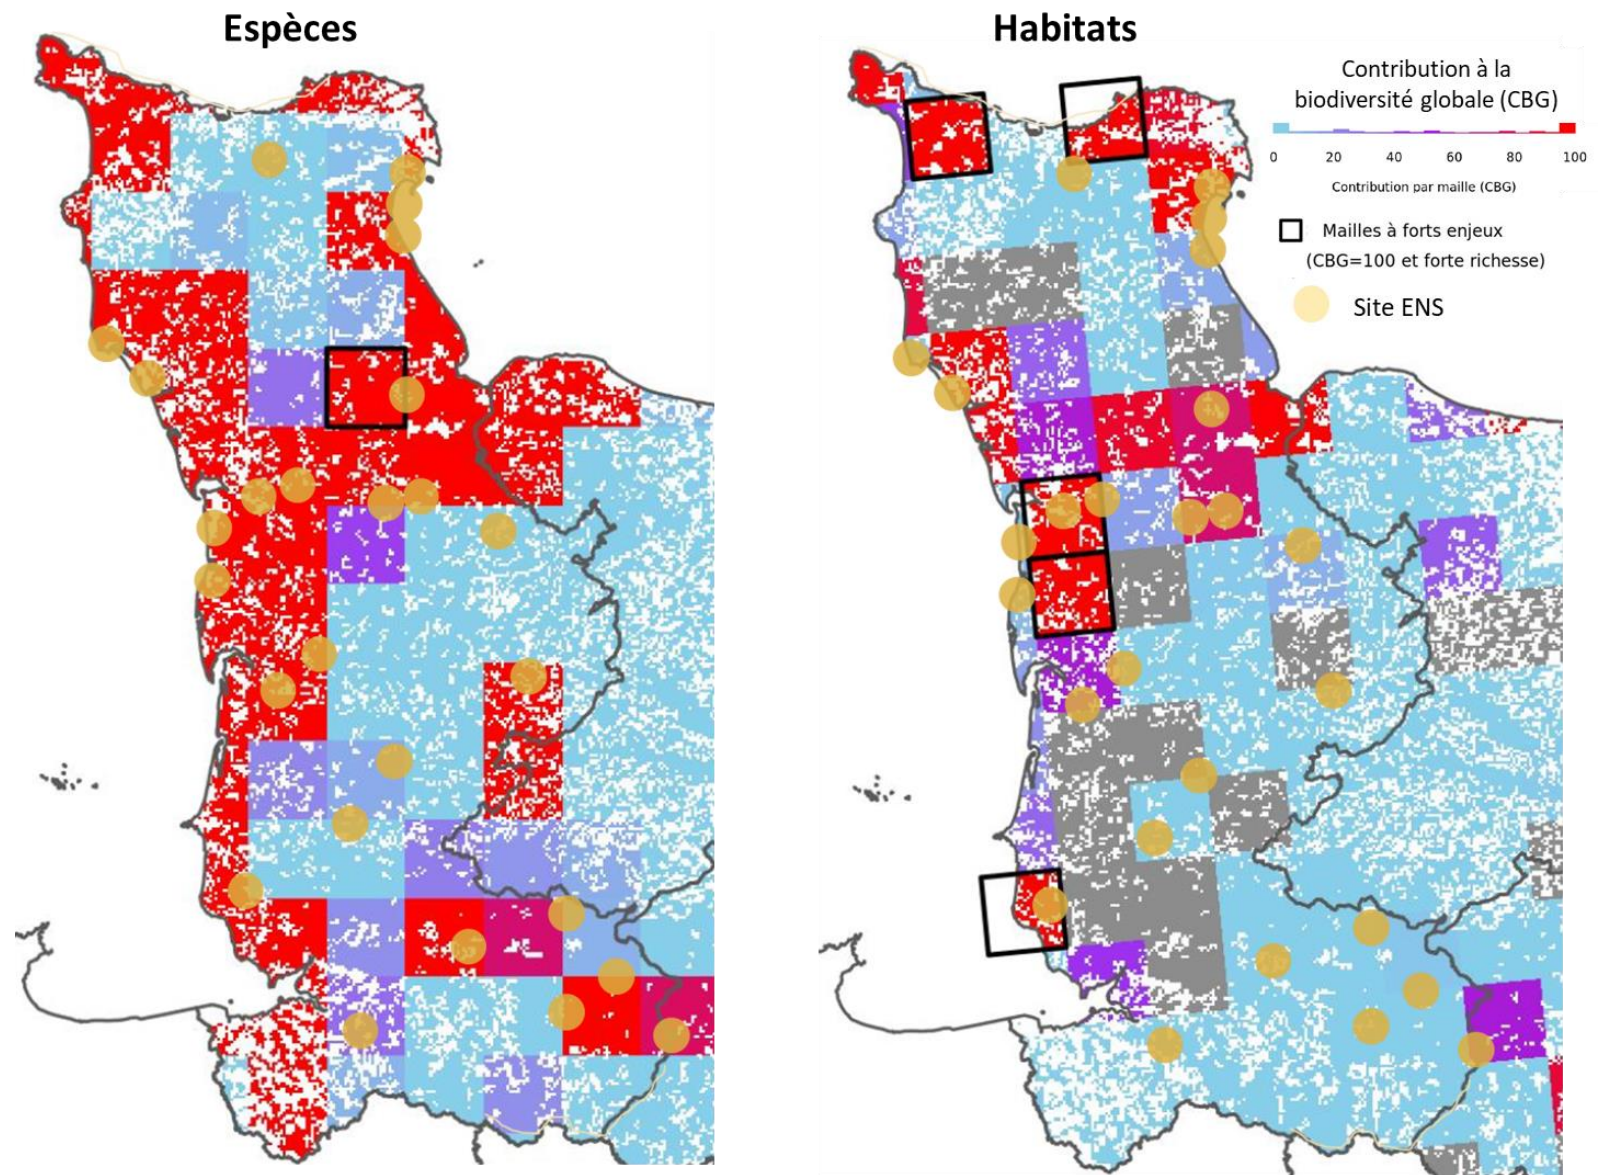 Espèces
Habitats
Contribution à la
biodiversité globale (CBG)
0 20 40 60 80 100
Contribution par maille (CBG)
Mailles à forts enjeux
(CBG=100 et forte richesse)
Site ENS